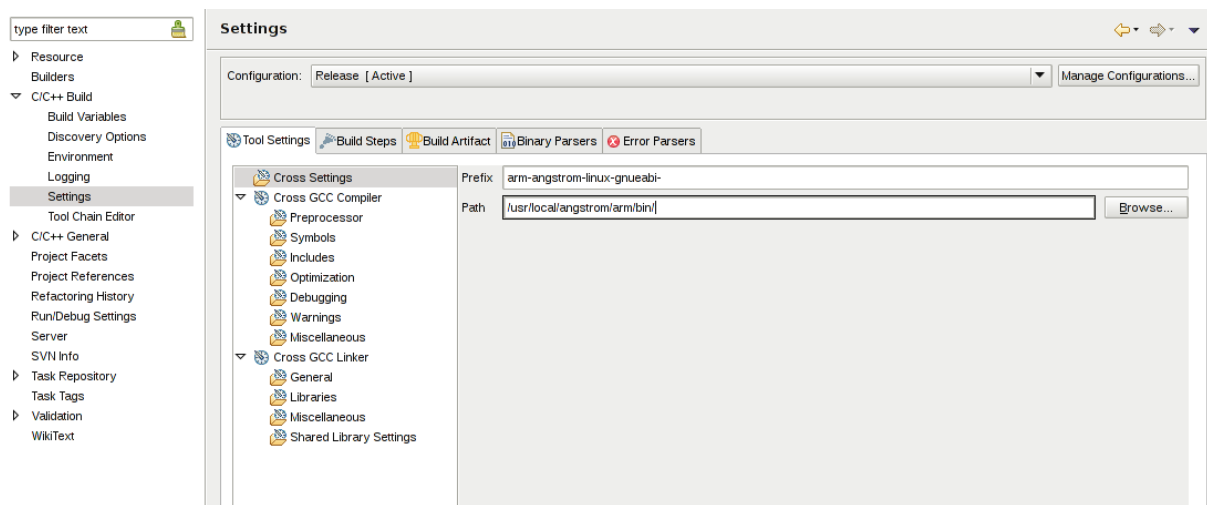 type filter text
Resource
Builders
C/C++ Build
Build Variables
Discovery Options
Environment
Logging
Settings
Tool Chain Editor
C/C++ General
Project Facets
Project References
Refactoring History
Run/Debug Settings
Server
SVN Info
Task Repository
Task Tags
Validation
WikiText
Settings
Configuration: Release [ Active ] Manage Configurations...
Tool Settings Build Steps Build Artifact Binary Parsers Error Parsers
Cross Settings
Cross GCC Compiler
Preprocessor
Symbols
Includes
Optimization
Debugging
Warnings
Miscellaneous
Cross GCC Linker
General
Libraries
Miscellaneous
Shared Library Settings
Prefix arm-angstrom-linux-gnueabi-
Path /usr/local/angstrom/arm/bin/ Browse...